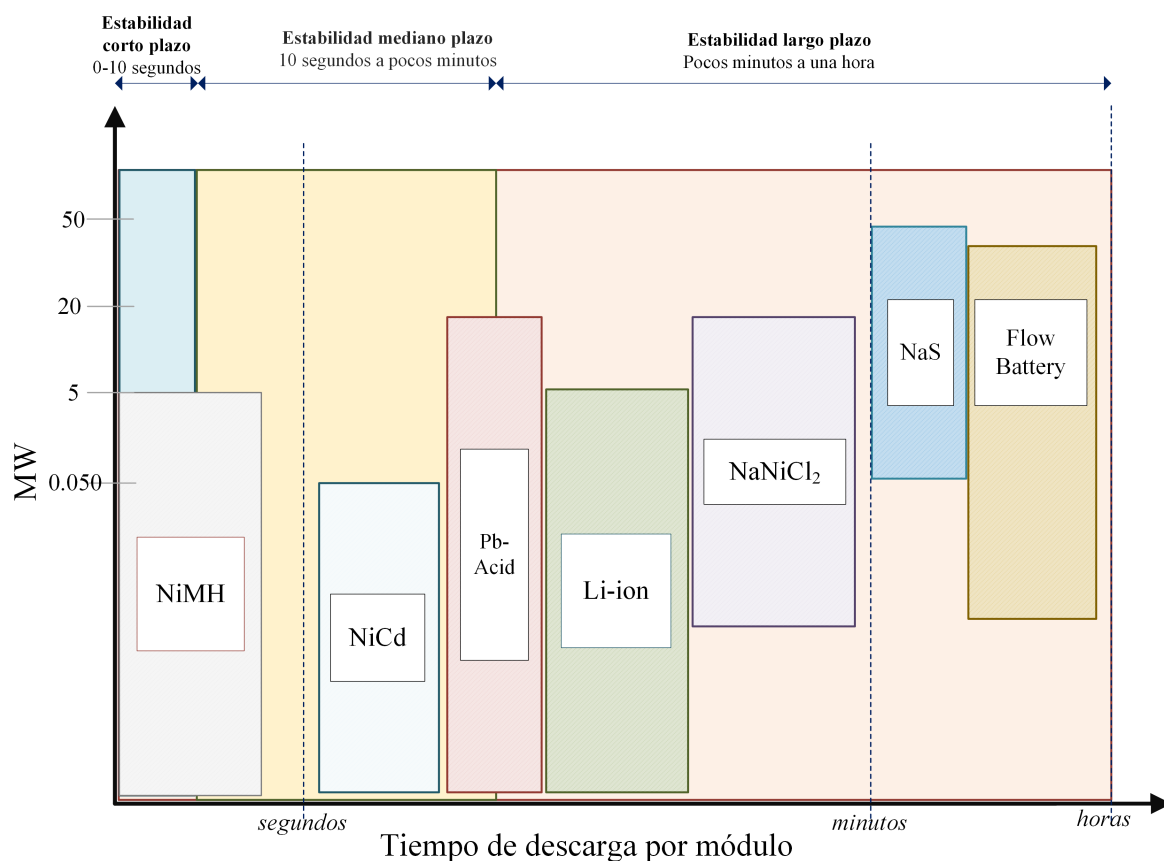 Estabilidad
corto plazo
0-10 segundos
Estabilidad mediano plazo
10 segundos a pocos minutos
Estabilidad largo plazo
Pocos minutos a una hora
50
20
5
0.050
MW
NiMH
NiCd
Pb-
Acid
Li-ion
NaNiCl₂
NaS
Flow
Battery
segundos
minutos
horas
Tiempo de descarga por módulo